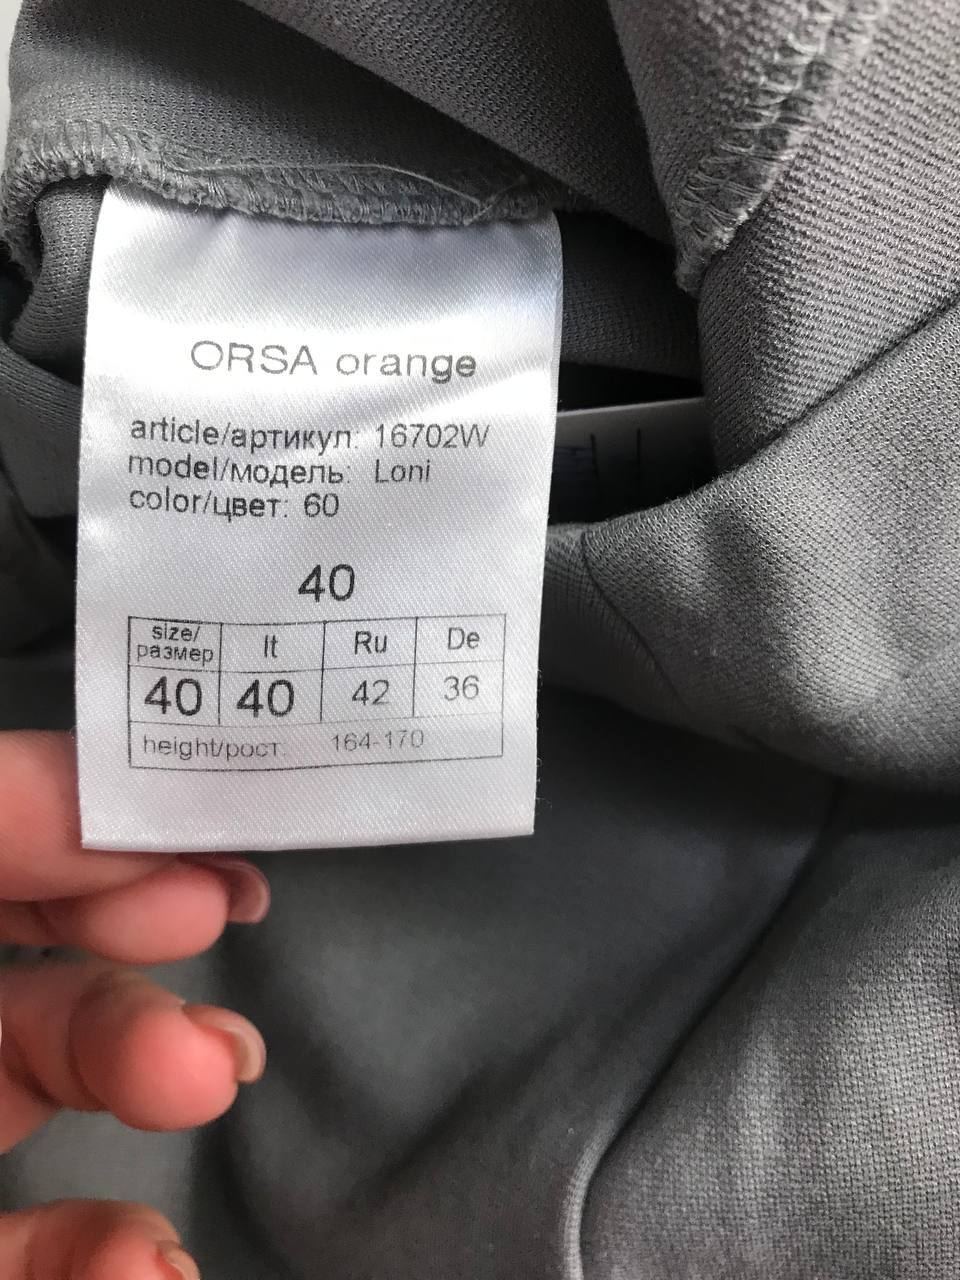 ORSA orange
article/артикул: 16702W
model/модель: Loni
color/цвет: 60
40
size/размер It Ru De
40 40 42 36
height/рост: 164-170